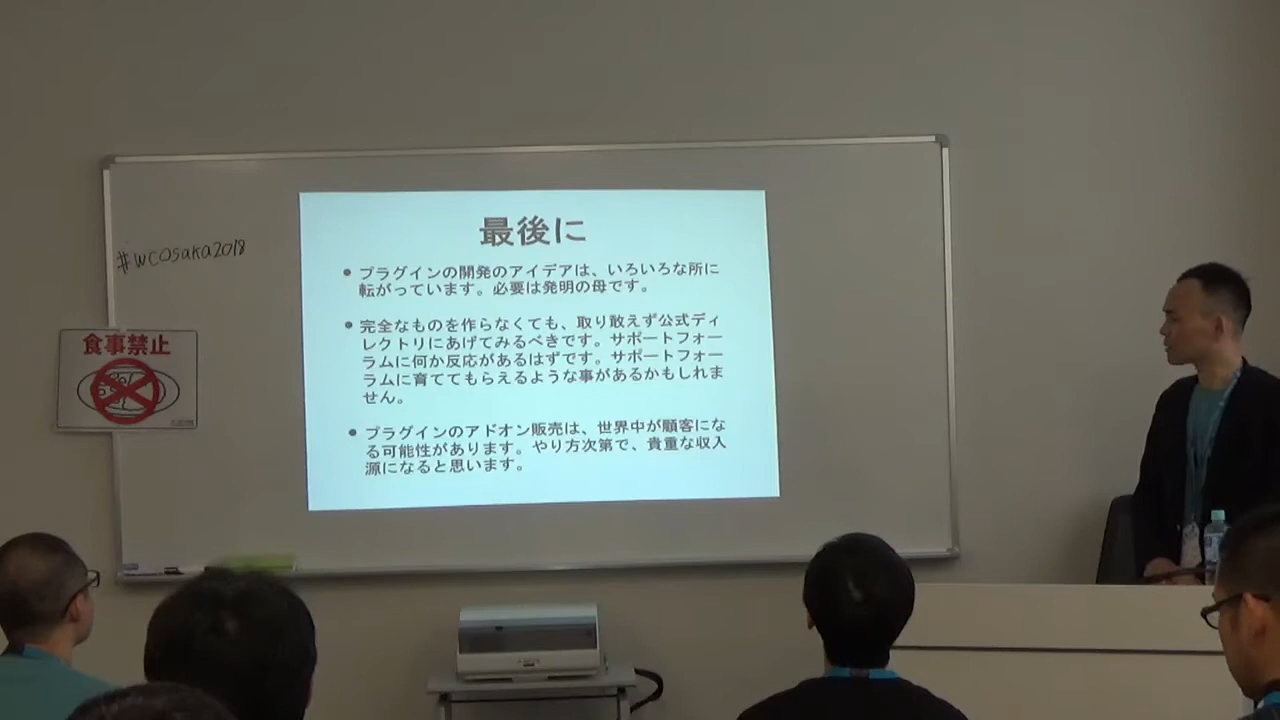 #wcosaka2018
食事禁止
最後に
• プラグインの開発のアイデアは、いろいろな所に
転がっています。必要は発明の母です。
• 完全なものを作らなくても、取り敢えず公式ディ
レクトリにあげてみるべきです。サポートフォー
ラムに何か反応があるはずです。サポートフォー
ラムに育ててもらえるような事があるかもしれま
せん。
• プラグインのアドオン販売は、世界中が顧客にな
る可能性があります。やり方次第で、貴重な収入
源になると思います。